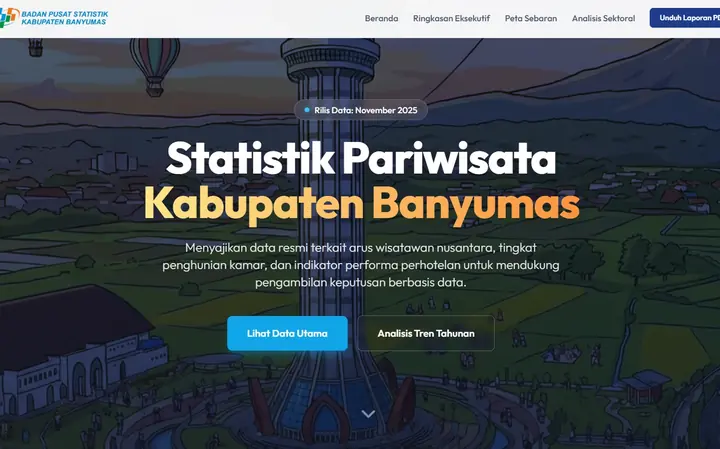 BADAN PUSAT STATISTIK
KABUPATEN BANYUMAS
Beranda
Ringkasan Eksekutif
Peta Sebaran
Analisis Sektoral
Unduh Laporan PD
Rilis Data: November 2025
Statistik Pariwisata
Kabupaten Banyumas
Menyajikan data resmi terkait arus wisatawan nusantara, tingkat
penghunian kamar, dan indikator performa perhotelan untuk mendukung
pengambilan keputusan berbasis data.
Lihat Data Utama
Analisis Tren Tahunan